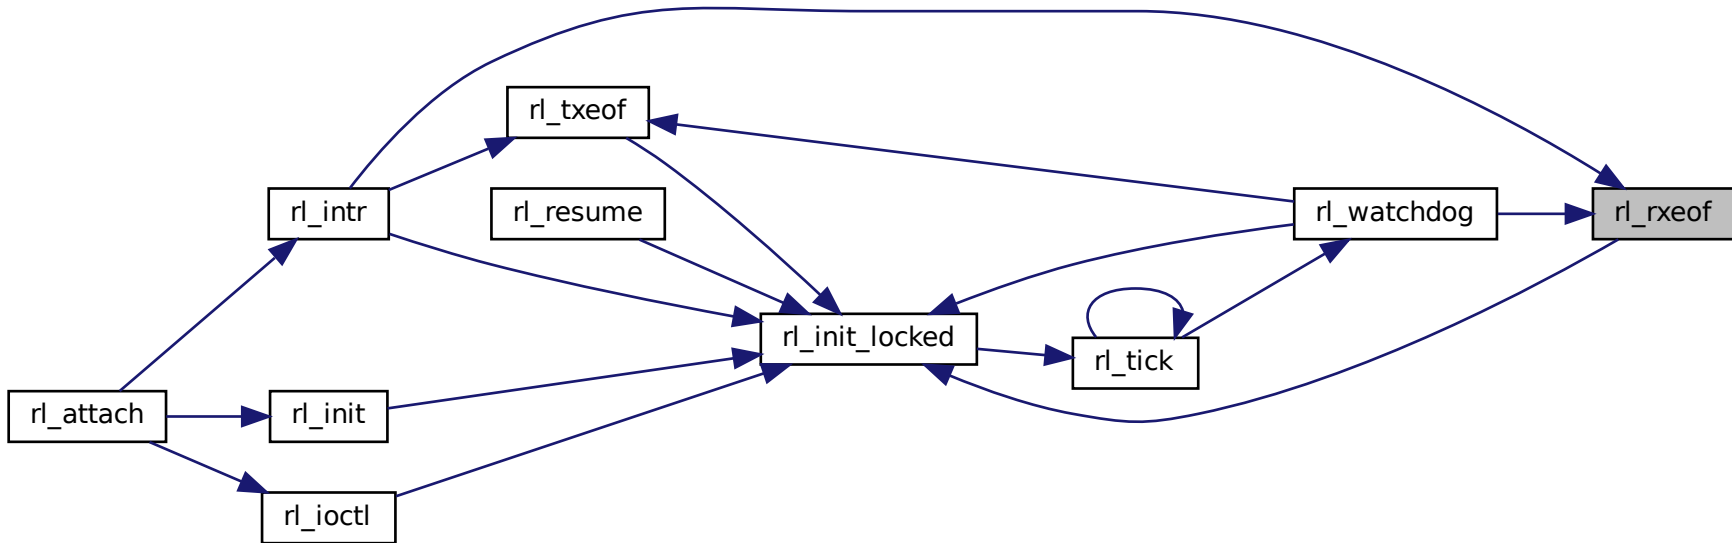 rl_txeof
rl_intr
rl_resume
rl_watchdog
rl_rxeof
rl_init_locked
rl_tick
rl_attach
rl_init
rl_ioctl